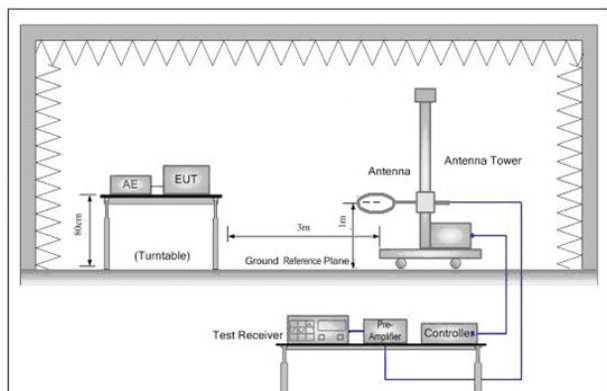 Antenna
Antenna Tower
AE
EUT
80cm
(Turntable)
3m
1m
Ground Reference Plane
Test Receiver
Pre-
Amplifier
Controller